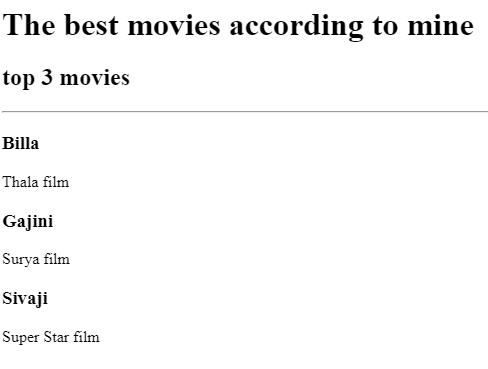 The best movies according to mine
top 3 movies
Billa
Thala film
Gajini
Surya film
Sivaji
Super Star film